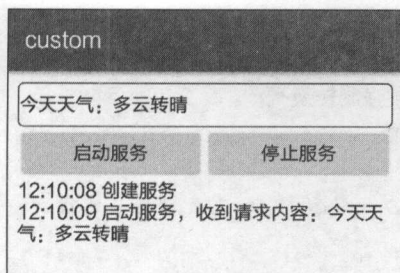 custom
今天天气：多云转晴
启动服务
停止服务
12:10:08 创建服务
12:10:09 启动服务，收到请求内容：今天天
气：多云转晴